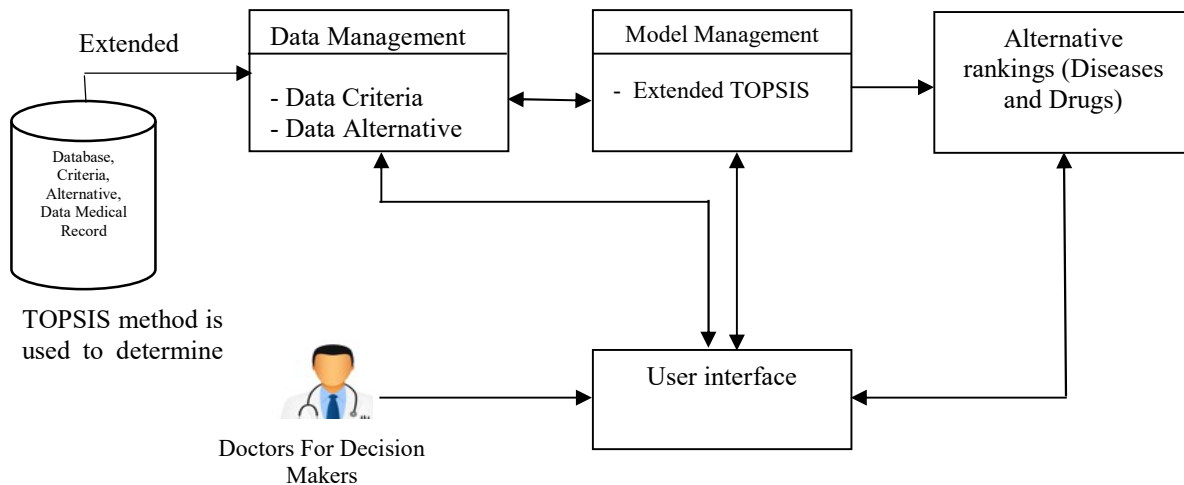 Extended
Database,
Criteria,
Alternative,
Data Medical
Record
TOPSIS method is
used to determine
Data Management
- Data Criteria
- Data Alternative
Model Management
- Extended TOPSIS
Alternative
rankings (Diseases
and Drugs)
Doctors For Decision
Makers
User interface